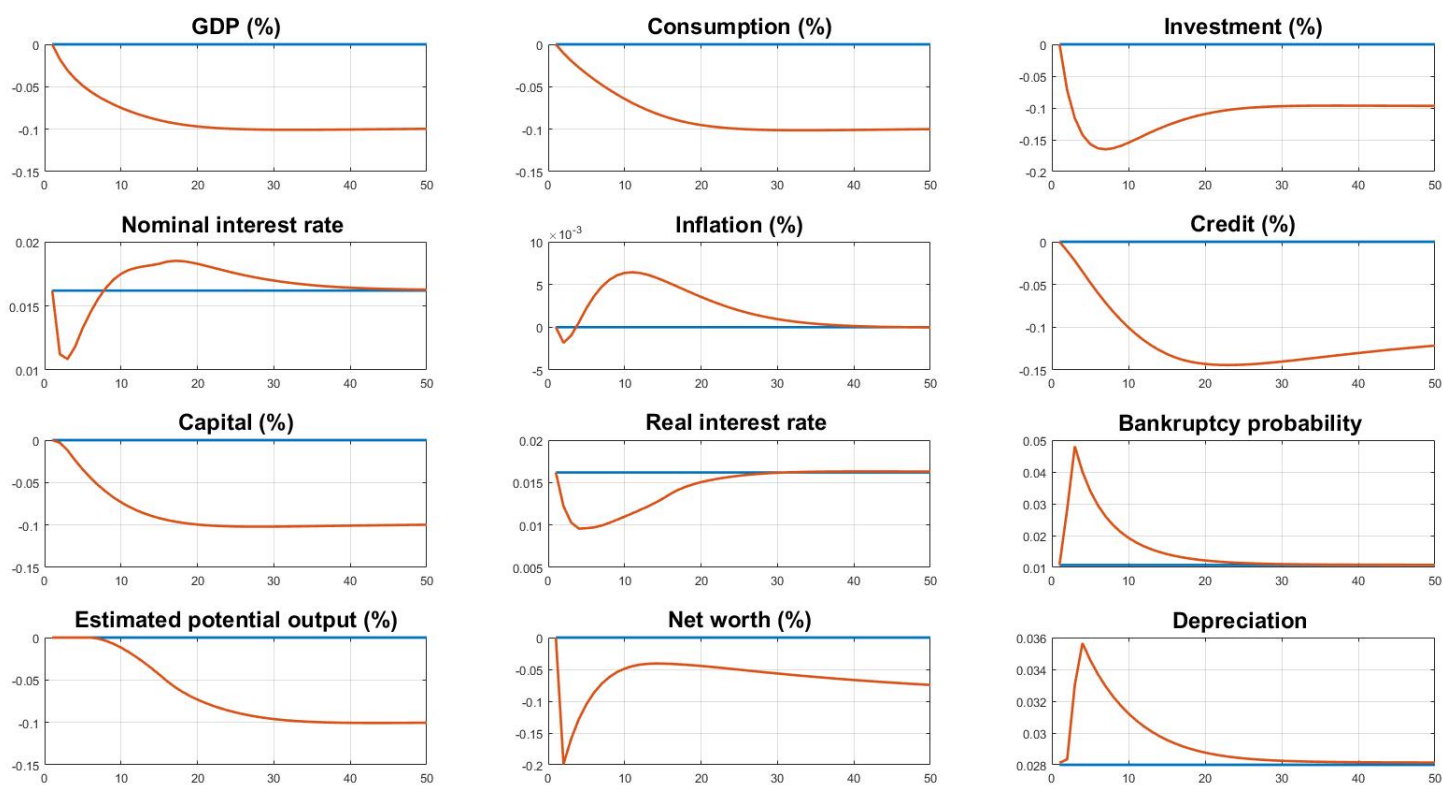 GDP (%)
0
-0.05
-0.1
-0.15
0 10 20 30 40 50
Consumption (%)
0
-0.05
-0.1
-0.15
0 10 20 30 40 50
Investment (%)
0
-0.05
-0.1
-0.15
-0.2
0 10 20 30 40 50
Nominal interest rate
0.02
0.015
0.01
0 10 20 30 40 50
Inflation (%)
×10-3
10
5
0
-5
0 10 20 30 40 50
Credit (%)
0
-0.05
-0.1
-0.15
0 10 20 30 40 50
Capital (%)
0
-0.05
-0.1
-0.15
0 10 20 30 40 50
Real interest rate
0.02
0.015
0.01
0.005
0 10 20 30 40 50
Bankruptcy probability
0.05
0.04
0.03
0.02
0.01
0 10 20 30 40 50
Estimated potential output (%)
0
-0.05
-0.1
-0.15
0 10 20 30 40 50
Net worth (%)
0
-0.05
-0.1
-0.15
-0.2
0 10 20 30 40 50
Depreciation
0.036
0.034
0.032
0.03
0.028
0 10 20 30 40 50